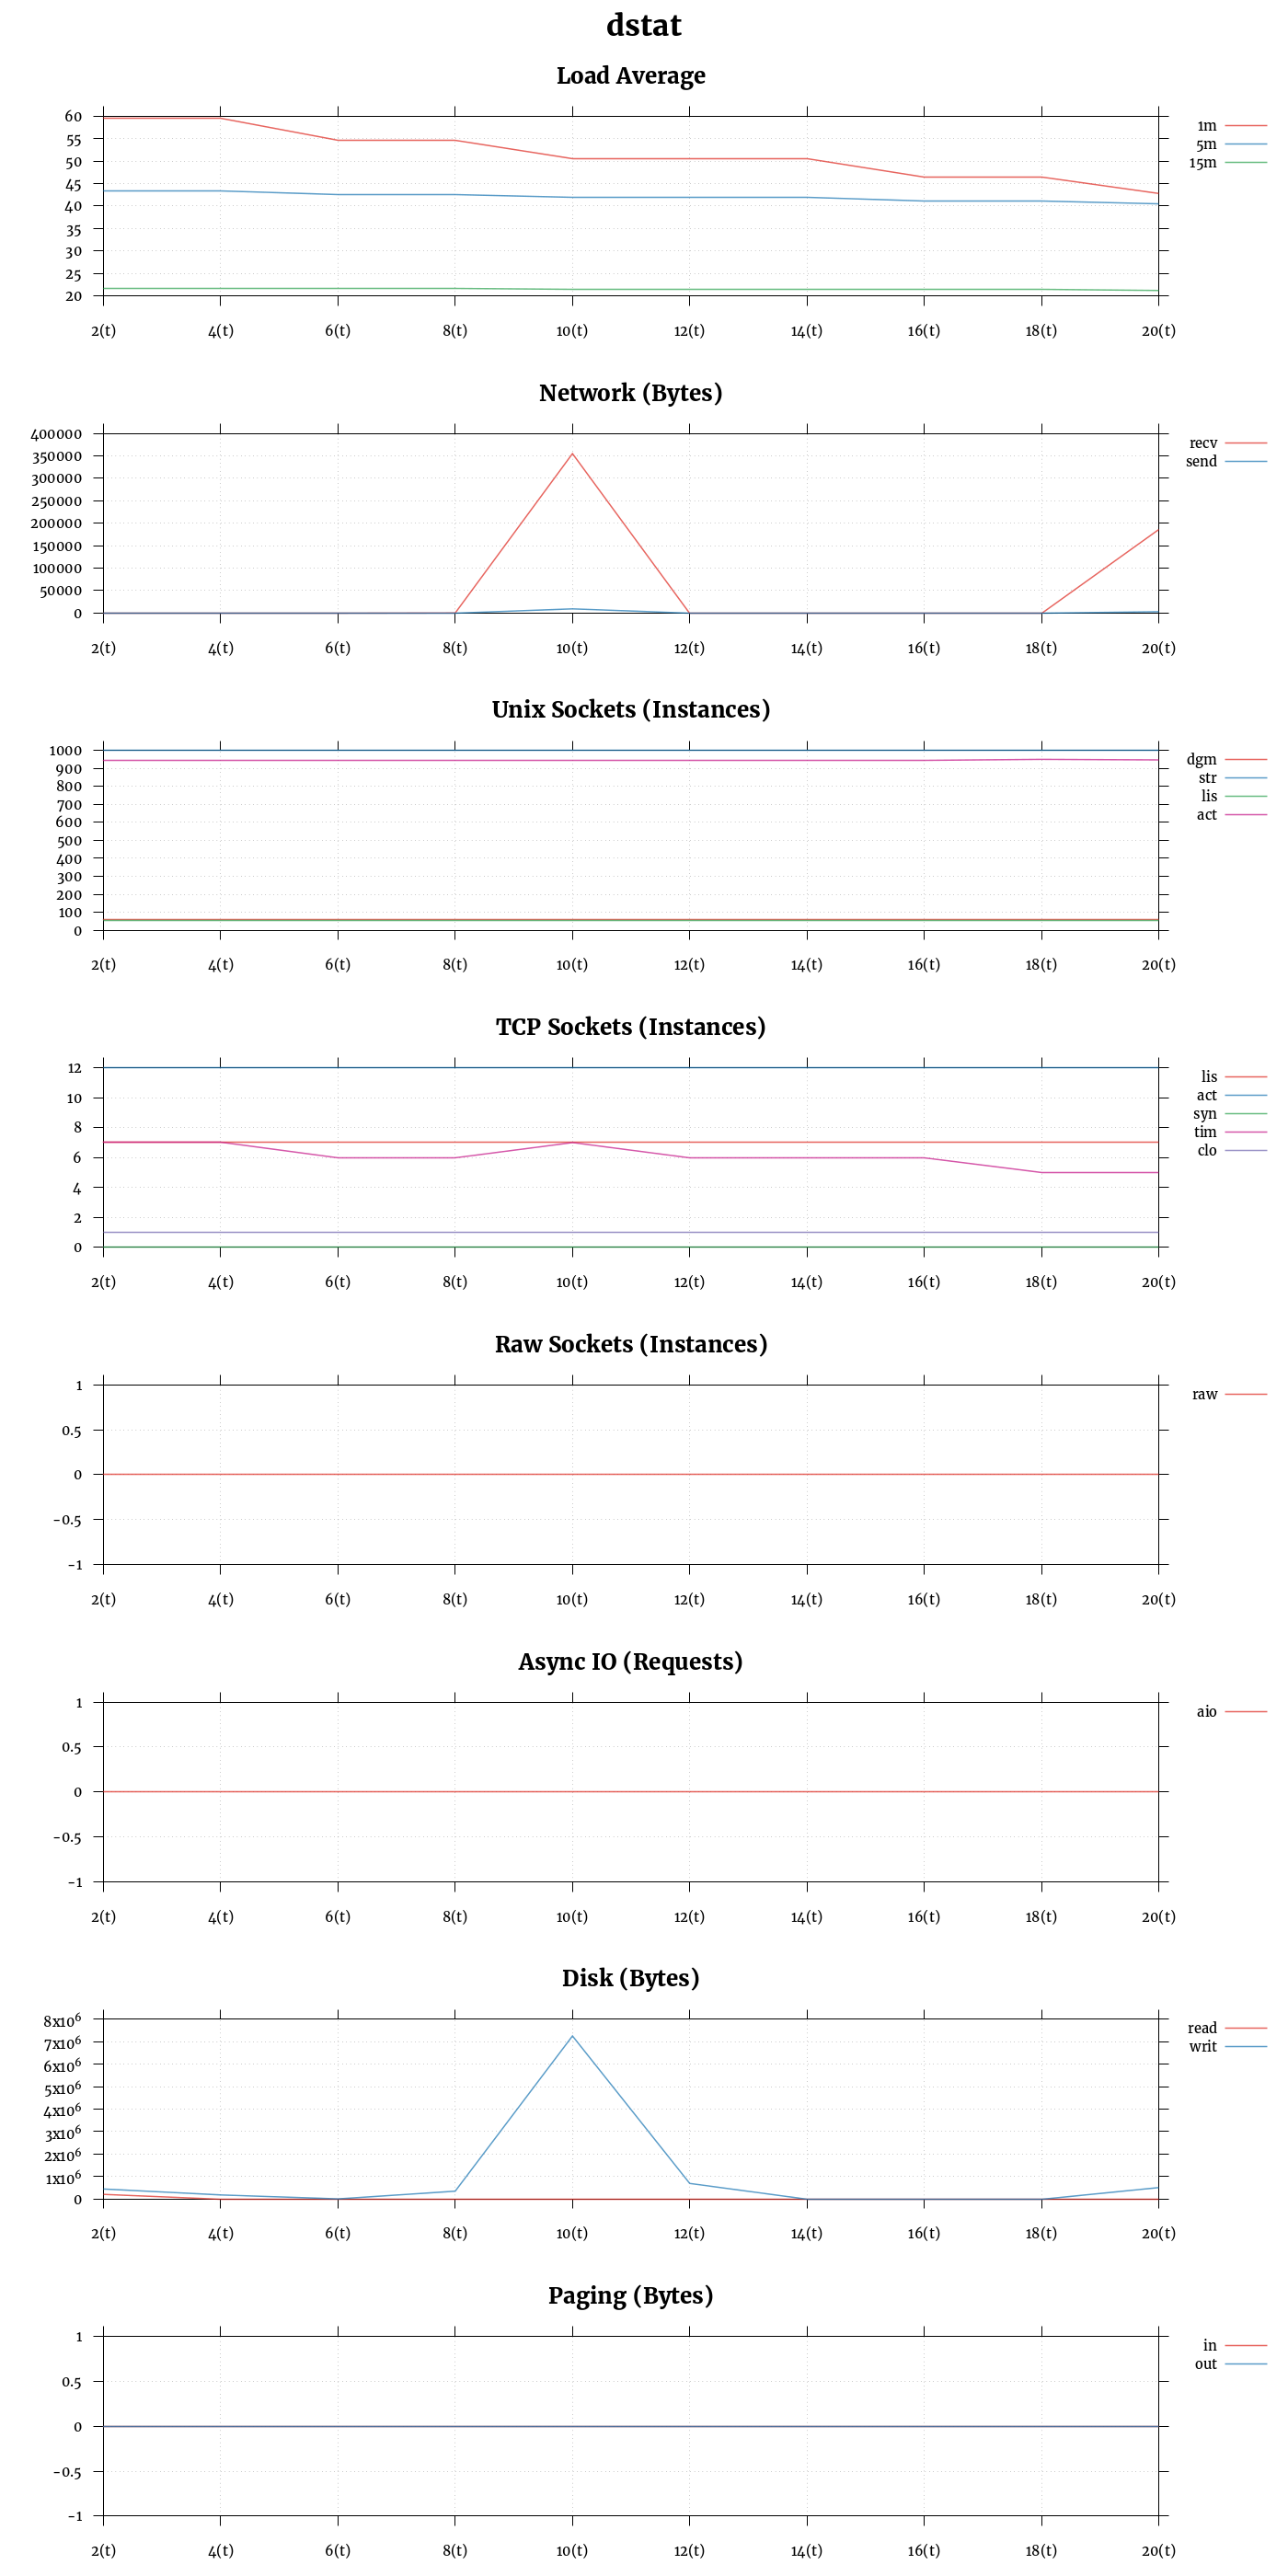 dstat
Load Average
60
55
50
45
40
35
30
25
20
1m
5m
15m
2(t) 4(t) 6(t) 8(t) 10(t) 12(t) 14(t) 16(t) 18(t) 20(t)
Network (Bytes)
400000
350000
300000
250000
200000
150000
100000
50000
0
recv
send
2(t) 4(t) 6(t) 8(t) 10(t) 12(t) 14(t) 16(t) 18(t) 20(t)
Unix Sockets (Instances)
1000
900
800
700
600
500
400
300
200
100
0
dgm
str
lis
act
2(t) 4(t) 6(t) 8(t) 10(t) 12(t) 14(t) 16(t) 18(t) 20(t)
TCP Sockets (Instances)
12
10
8
6
4
2
0
lis
act
syn
tim
clo
2(t) 4(t) 6(t) 8(t) 10(t) 12(t) 14(t) 16(t) 18(t) 20(t)
Raw Sockets (Instances)
1
0.5
0
-0.5
-1
raw
2(t) 4(t) 6(t) 8(t) 10(t) 12(t) 14(t) 16(t) 18(t) 20(t)
Async IO (Requests)
1
0.5
0
-0.5
-1
aio
2(t) 4(t) 6(t) 8(t) 10(t) 12(t) 14(t) 16(t) 18(t) 20(t)
Disk (Bytes)
8x10⁶
7x10⁶
6x10⁶
5x10⁶
4x10⁶
3x10⁶
2x10⁶
1x10⁶
0
read
writ
2(t) 4(t) 6(t) 8(t) 10(t) 12(t) 14(t) 16(t) 18(t) 20(t)
Paging (Bytes)
1
0.5
0
-0.5
-1
in
out
2(t) 4(t) 6(t) 8(t) 10(t) 12(t) 14(t) 16(t) 18(t) 20(t)